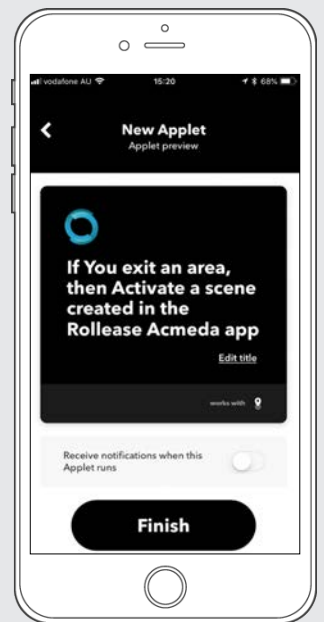 vodafone AU 15:20 68%
New Applet
Applet preview
If You exit an area,
then Activate a scene
created in the
Rollease Acmeda app
Edit title
works with
Receive notifications when this
Applet runs
Finish